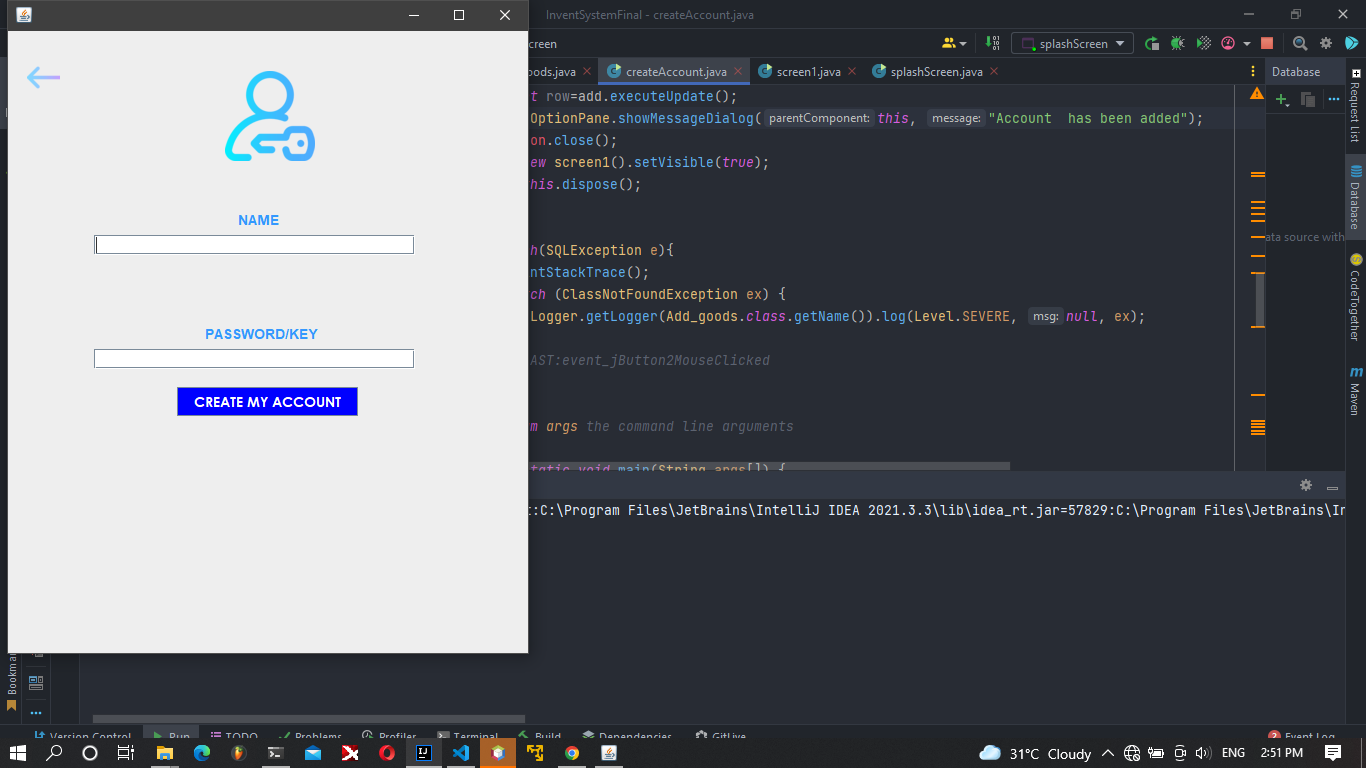 InventSystemFinal - createAccount.java
screen
splashScreen
oods.java
createAccount.java
screen1.java
splashScreen.java
Database
NAME
PASSWORD/KEY
CREATE MY ACCOUNT
t row=add.executeUpdate();
OptionPane.showMessageDialog( parentComponent: this, message: "Account  has been added");
on.close();
ew screen1().setVisible(true);
his.dispose();
h(SQLException e){
ntStackTrace();
tch (ClassNotFoundException ex) {
Logger.getLogger(Add_goods.class.getName()).log(Level.SEVERE, msg: null, ex);
AST:event_jButton2MouseClicked
m args the command line arguments
tatic void main(String args[]) {
ata source with
Request List
Database
CodeTogether
m
Maven
t:C:\Program Files\JetBrains\IntelliJ IDEA 2021.3.3\lib\idea_rt.jar=57829:C:\Program Files\JetBrains\In
Bookmar
Version Control
Run
TODO
Problems
Profiler
Terminal
Build
Dependencies
GitLive
2 Event Log
IJ
31°C Cloudy
ENG
2:51 PM